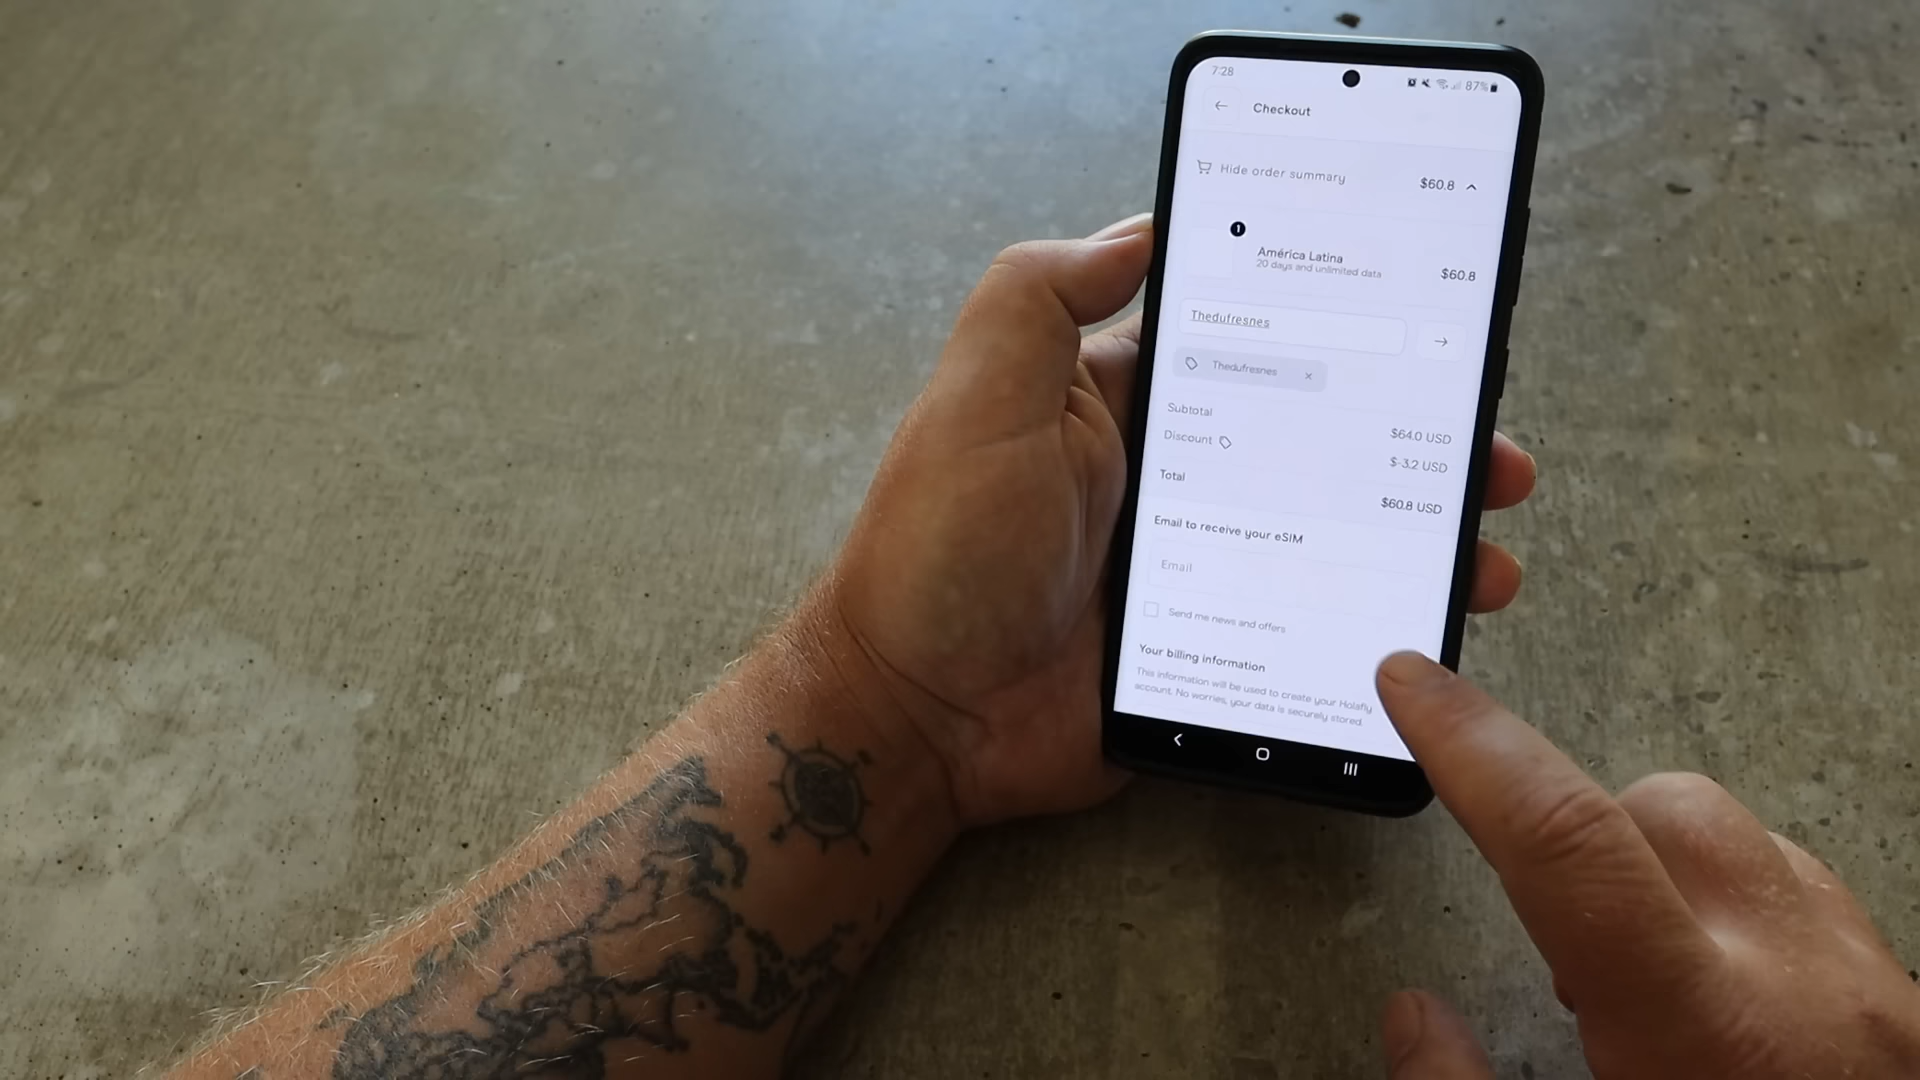 7:28
87%
Checkout
Hide order summary $60.8
1
América Latina
20 days and unlimited data $60.8
Thedufresnes
Thedufresnes
Subtotal $64.0 USD
Discount $-3.2 USD
Total $60.8 USD
Email to receive your eSIM
Email
Send me news and offers
Your billing information
This information will be used to create your Holafly
account. No worries, your data is securely stored.